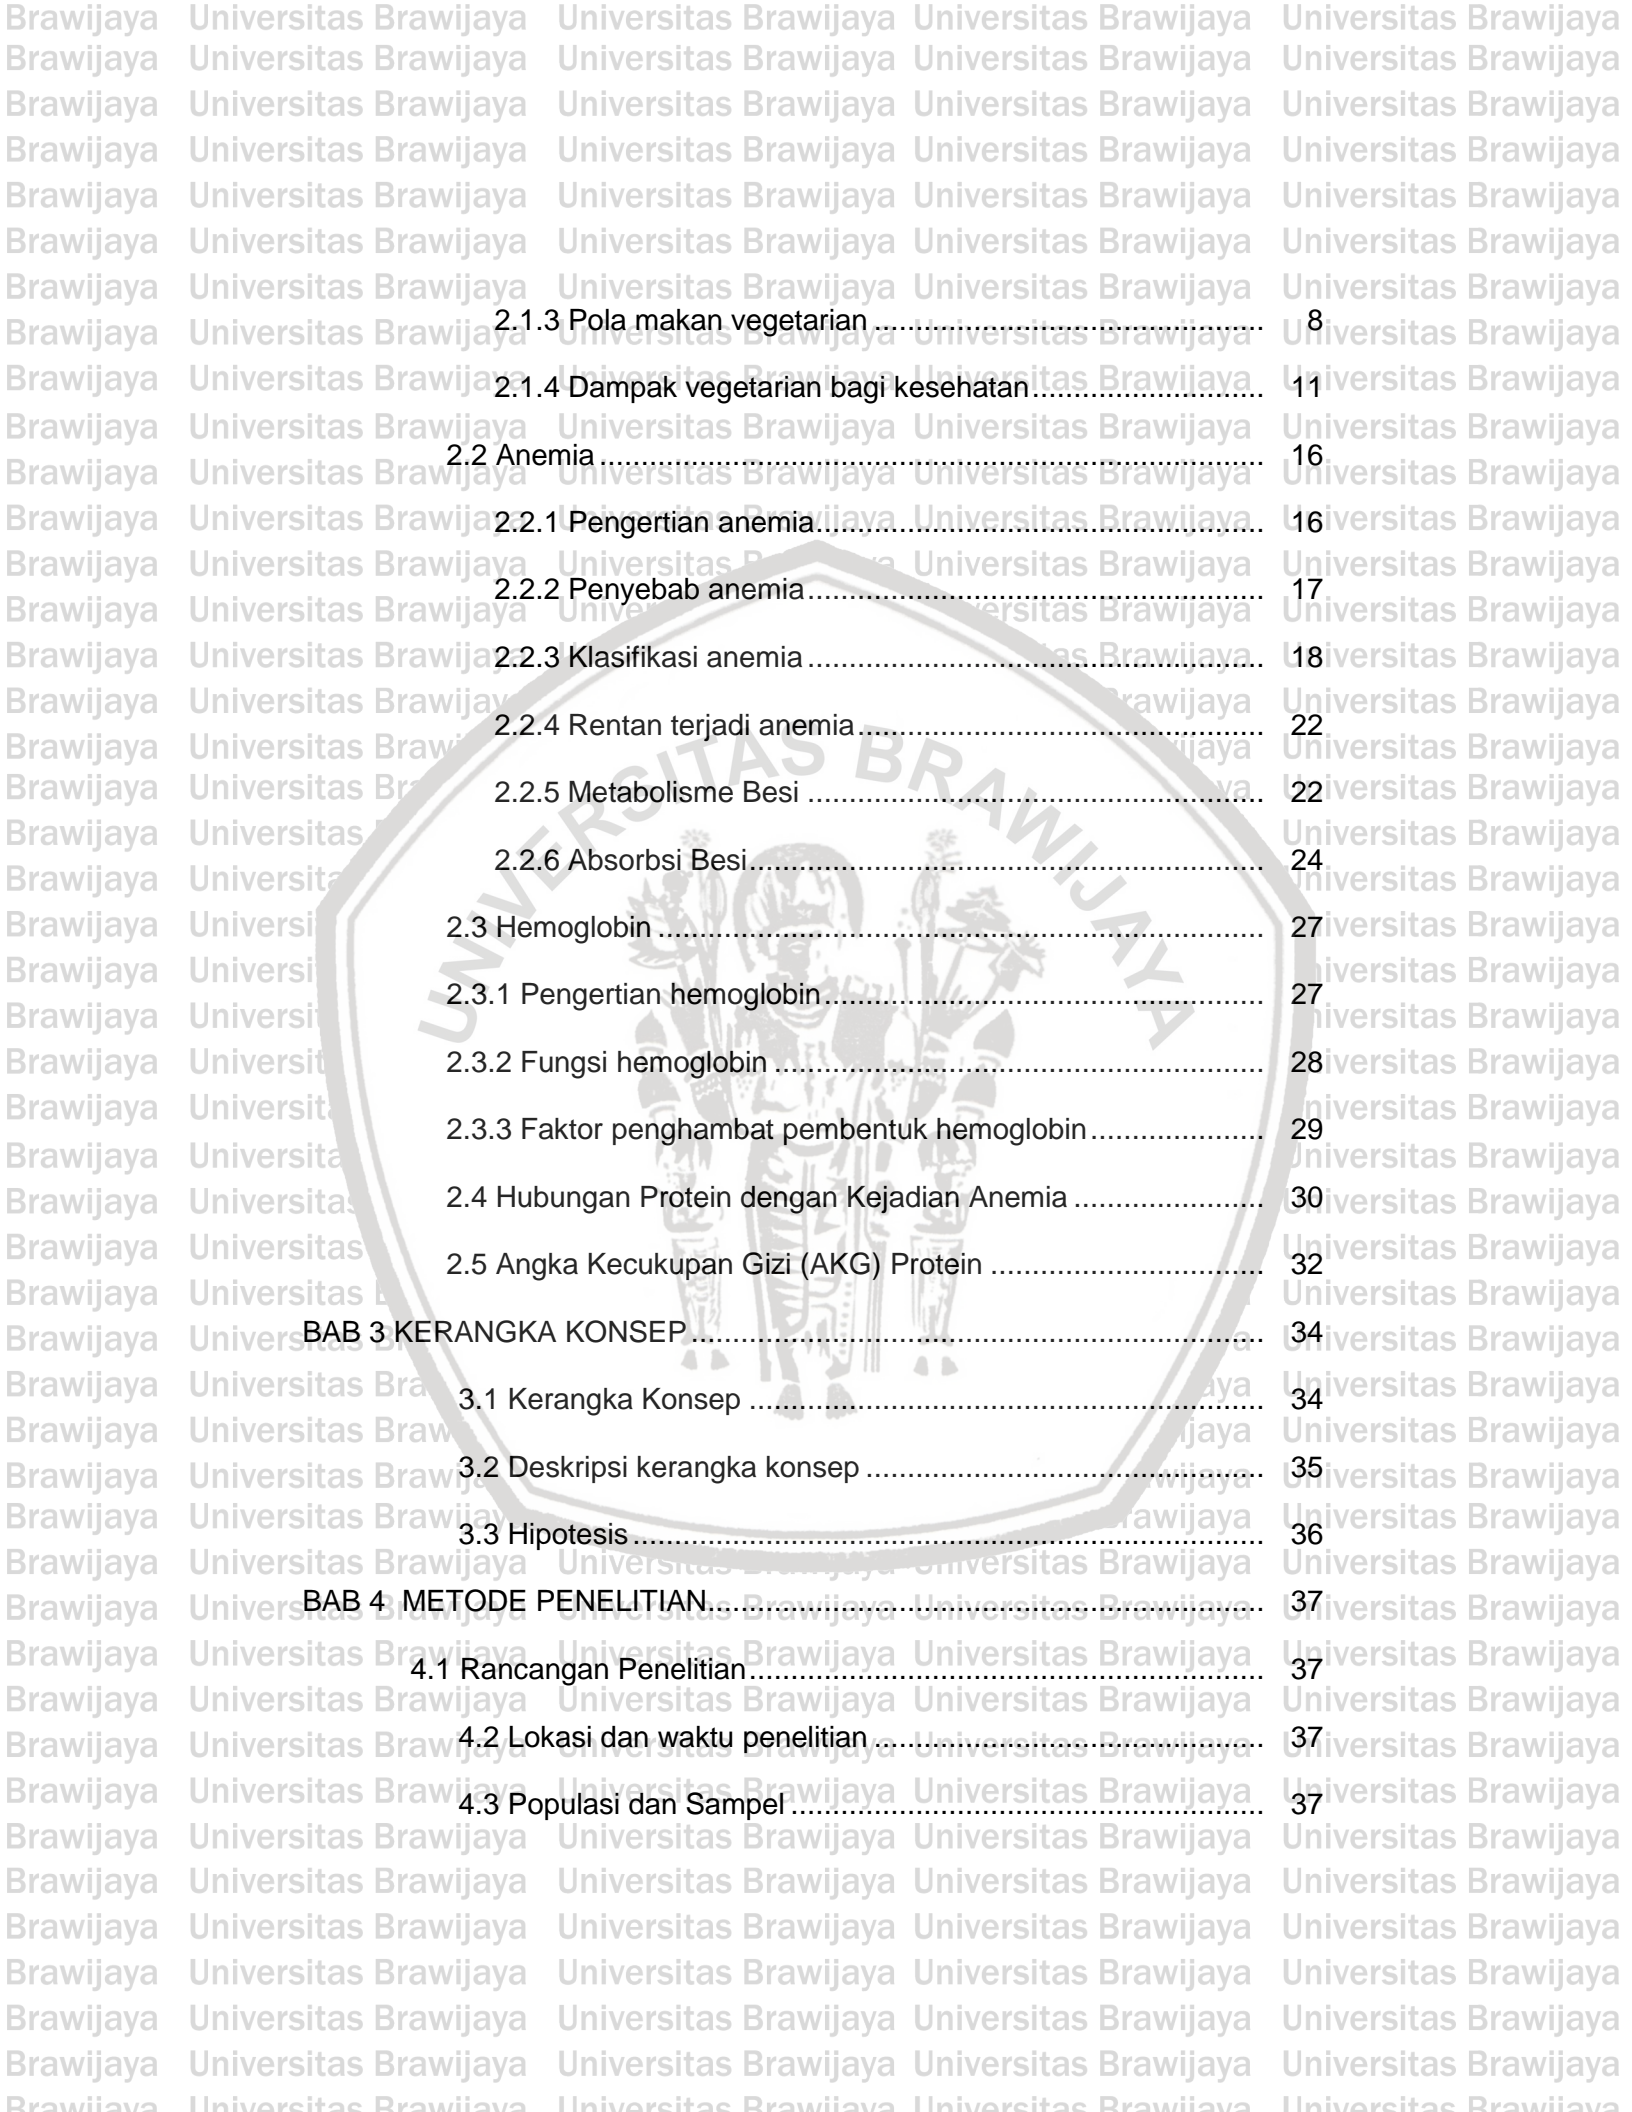 2.1.3 Pola makan vegetarian ............................................... 8
2.1.4 Dampak vegetarian bagi kesehatan ............................ 11
2.2 Anemia ................................................................................ 16
2.2.1 Pengertian anemia ...................................................... 16
2.2.2 Penyebab anemia ....................................................... 17
2.2.3 Klasifikasi anemia ....................................................... 18
2.2.4 Rentan terjadi anemia ................................................. 22
2.2.5 Metabolisme Besi ....................................................... 22
2.2.6 Absorbsi Besi .............................................................. 24
2.3 Hemoglobin ......................................................................... 27
2.3.1 Pengertian hemoglobin ..................................................... 27
2.3.2 Fungsi hemoglobin ........................................................... 28
2.3.3 Faktor penghambat pembentuk hemoglobin ..................... 29
2.4 Hubungan Protein dengan Kejadian Anemia ....................... 30
2.5 Angka Kecukupan Gizi (AKG) Protein ................................. 32
BAB 3 KERANGKA KONSEP ..................................................................... 34
3.1 Kerangka Konsep .............................................................. 34
3.2 Deskripsi kerangka konsep ................................................ 35
3.3 Hipotesis ............................................................................ 36
BAB 4 METODE PENELITIAN ................................................................... 37
4.1 Rancangan Penelitian .............................................................. 37
4.2 Lokasi dan waktu penelitian ............................................... 37
4.3 Populasi dan Sampel ......................................................... 37
UNIVERSITAS BRAWIJAYA